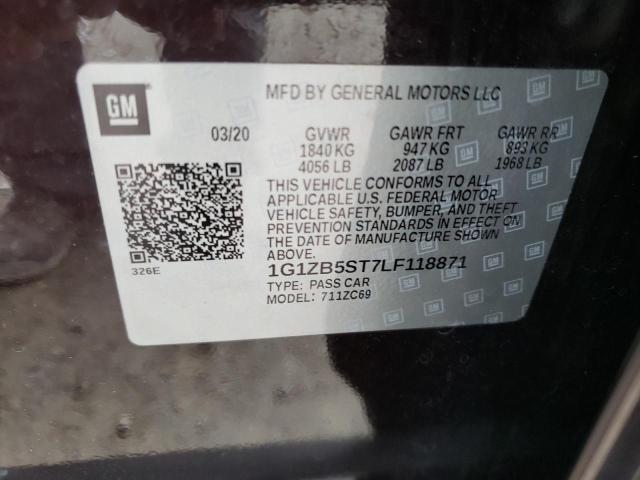 GM
MFD BY GENERAL MOTORS LLC
03/20 GVWR GAWR FRT GAWR RR
1840 KG 947 KG 893 KG
4056 LB 2087 LB 1968 LB
THIS VEHICLE CONFORMS TO ALL
APPLICABLE U.S. FEDERAL MOTOR
VEHICLE SAFETY, BUMPER, AND THEFT
PREVENTION STANDARDS IN EFFECT ON
THE DATE OF MANUFACTURE SHOWN
ABOVE.
326E
1G1ZB5ST7LF118871
TYPE: PASS CAR
MODEL: 711ZC69